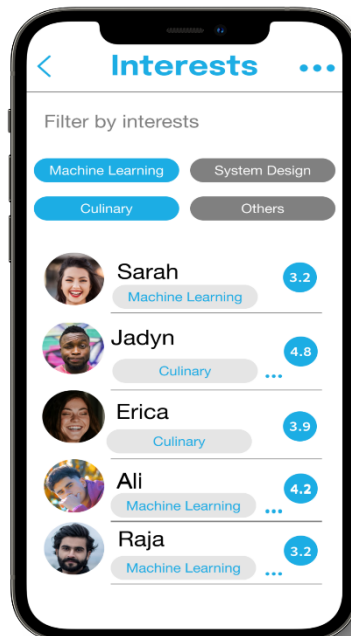 Interests
Filter by interests
Machine Learning System Design
Culinary Others
Sarah 3.2
Machine Learning
Jadyn 4.8
Culinary
Erica 3.9
Culinary
Ali 4.2
Machine Learning
Raja 3.2
Machine Learning